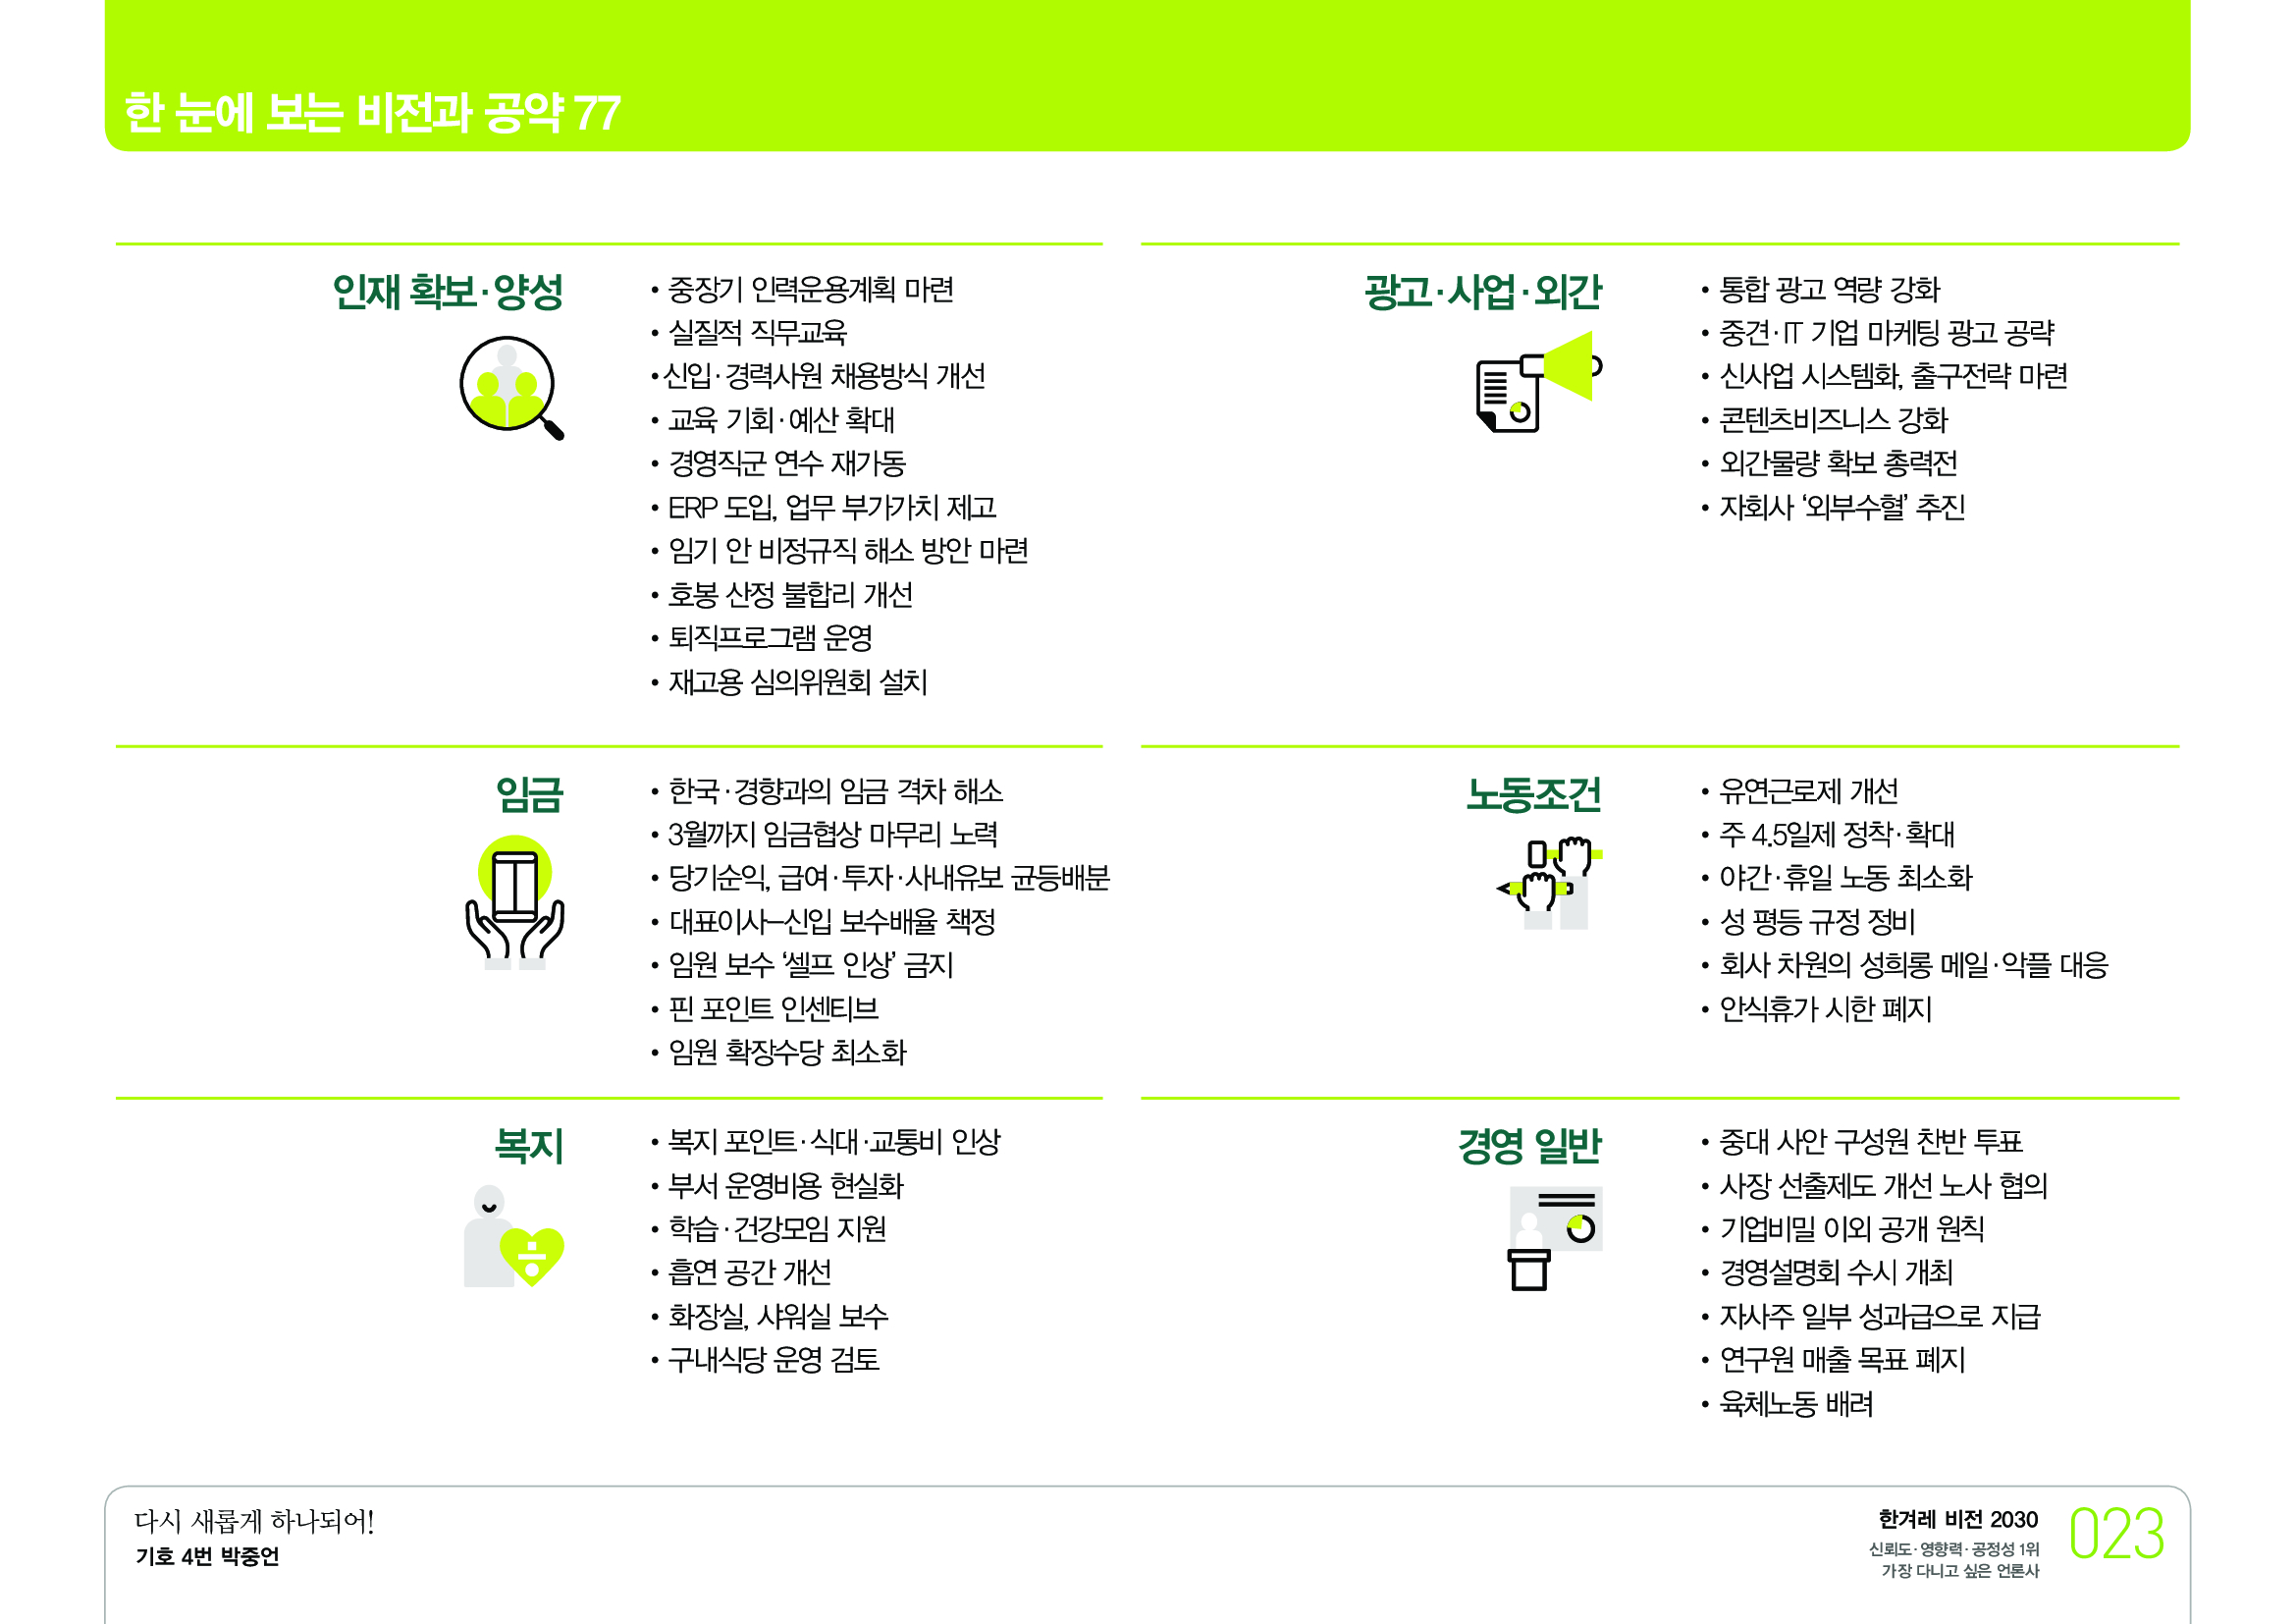 한 눈에 보는 비전과 공약 77
인재 확보·양성
• 중장기 인력운용계획 마련
• 실질적 직무교육
• 신입·경력사원 채용방식 개선
• 교육 기회·예산 확대
• 경영직군 연수 재가동
• ERP 도입, 업무 부가가치 제고
• 임기 안 비정규직 해소 방안 마련
• 호봉 산정 불합리 개선
• 퇴직프로그램 운영
• 재고용 심의위원회 설치
광고·사업·외간
• 통합 광고 역량 강화
• 중견·IT 기업 마케팅 광고 공략
• 신사업 시스템화, 출구전략 마련
• 콘텐츠비즈니스 강화
• 외간물량 확보 총력전
• 자회사 ‘외부수혈’ 추진
임금
• 한국·경향과의 임금 격차 해소
• 3월까지 임금협상 마무리 노력
• 당기순익, 급여·투자·사내유보 균등배분
• 대표이사–신입 보수배율 책정
• 임원 보수 ‘셀프 인상’ 금지
• 핀 포인트 인센티브
• 임원 확장수당 최소화
노동조건
• 유연근로제 개선
• 주 4.5일제 정착·확대
• 야간·휴일 노동 최소화
• 성 평등 규정 정비
• 회사 차원의 성희롱 메일·악플 대응
• 안식휴가 시한 폐지
복지
• 복지 포인트·식대·교통비 인상
• 부서 운영비용 현실화
• 학습·건강모임 지원
• 흡연 공간 개선
• 화장실, 샤워실 보수
• 구내식당 운영 검토
경영 일반
• 중대 사안 구성원 찬반 투표
• 사장 선출제도 개선 노사 협의
• 기업비밀 이외 공개 원칙
• 경영설명회 수시 개최
• 자사주 일부 성과급으로 지급
• 연구원 매출 목표 폐지
• 육체노동 배려
다시 새롭게 하나되어!
기호 4번 박중언
한겨레 비전 2030
신뢰도·영향력·공정성 1위
가장 다니고 싶은 언론사
023